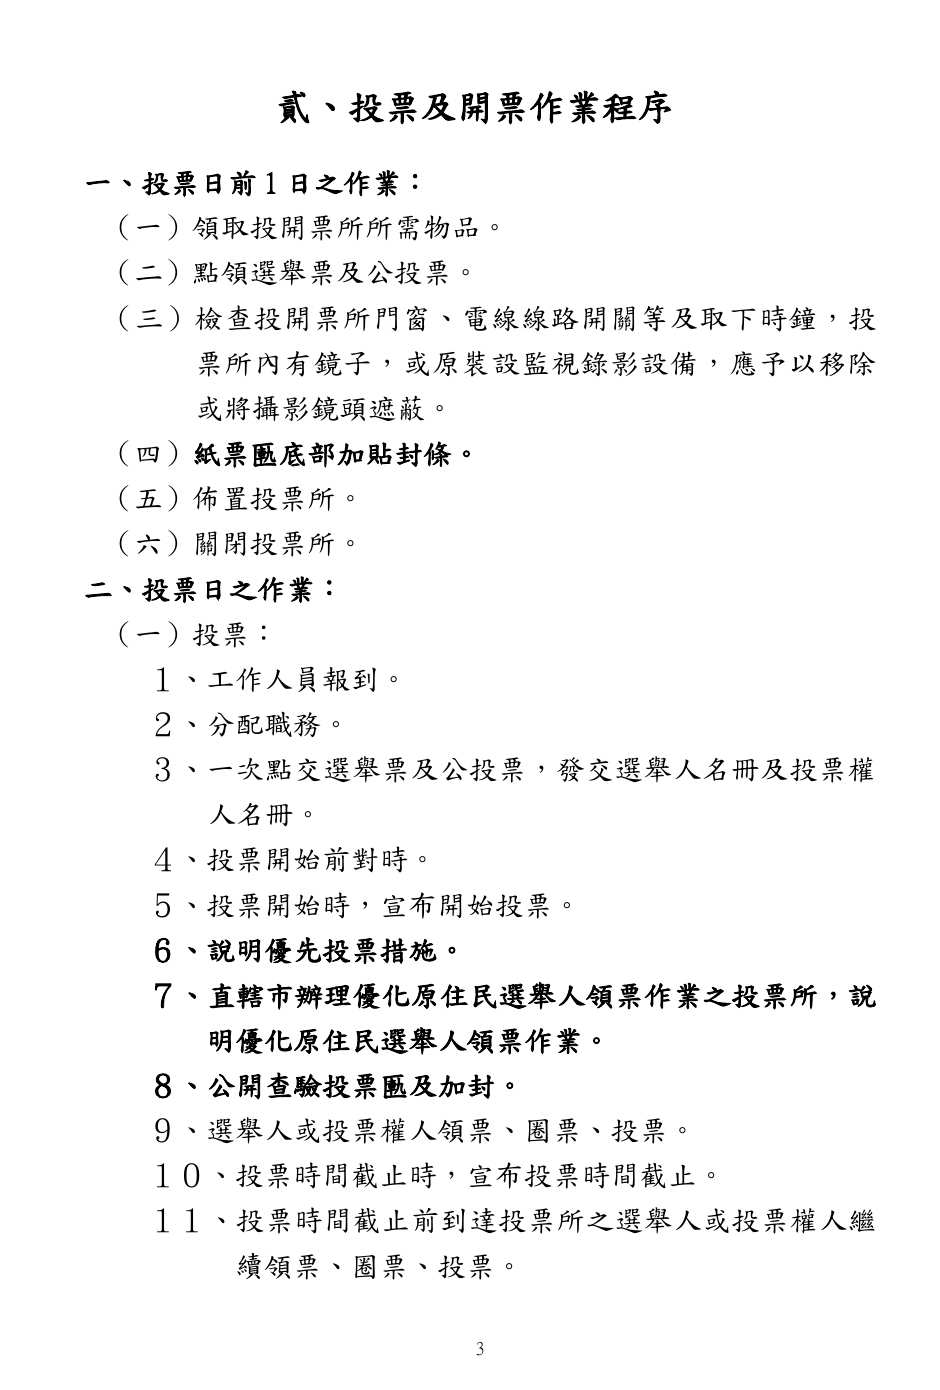 貳、投票及開票作業程序
一、投票日前1日之作業：
（一）領取投開票所所需物品。
（二）點領選舉票及公投票。
（三）檢查投開票所門窗、電線線路開關等及取下時鐘，投
票所內有鏡子，或原裝設監視錄影設備，應予以移除
或將攝影鏡頭遮蔽。
（四）紙票匭底部加貼封條。
（五）佈置投票所。
（六）關閉投票所。
二、投票日之作業：
（一）投票：
１、工作人員報到。
２、分配職務。
３、一次點交選舉票及公投票，發交選舉人名冊及投票權
人名冊。
４、投票開始前對時。
５、投票開始時，宣布開始投票。
６、說明優先投票措施。
７、直轄市辦理優化原住民選舉人領票作業之投票所，說
明優化原住民選舉人領票作業。
８、公開查驗投票匭及加封。
９、選舉人或投票權人領票、圈票、投票。
１０、投票時間截止時，宣布投票時間截止。
１１、投票時間截止前到達投票所之選舉人或投票權人繼
續領票、圈票、投票。
3